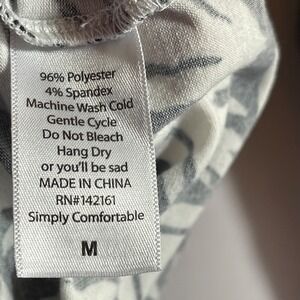 96% Polyester
4% Spandex
Machine Wash Cold
Gentle Cycle
Do Not Bleach
Hang Dry
or you'll be sad
MADE IN CHINA
RN#142161
Simply Comfortable
M